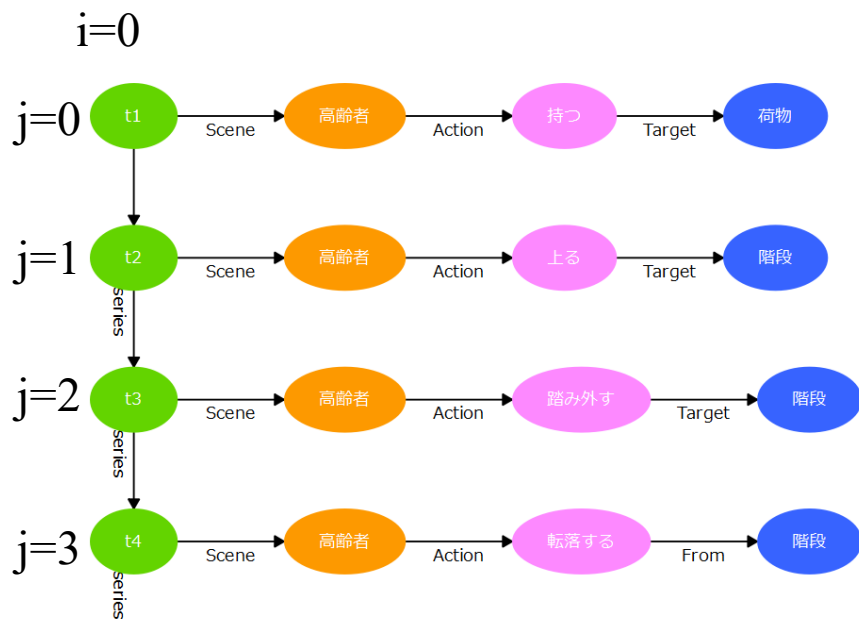 i=0
j=0 t1 Scene 高齢者 Action 持つ Target 荷物
j=1 t2 Scene 高齢者 Action 上る Target 階段
series
j=2 t3 Scene 高齢者 Action 踏み外す Target 階段
series
j=3 t4 Scene 高齢者 Action 転落する From 階段
series